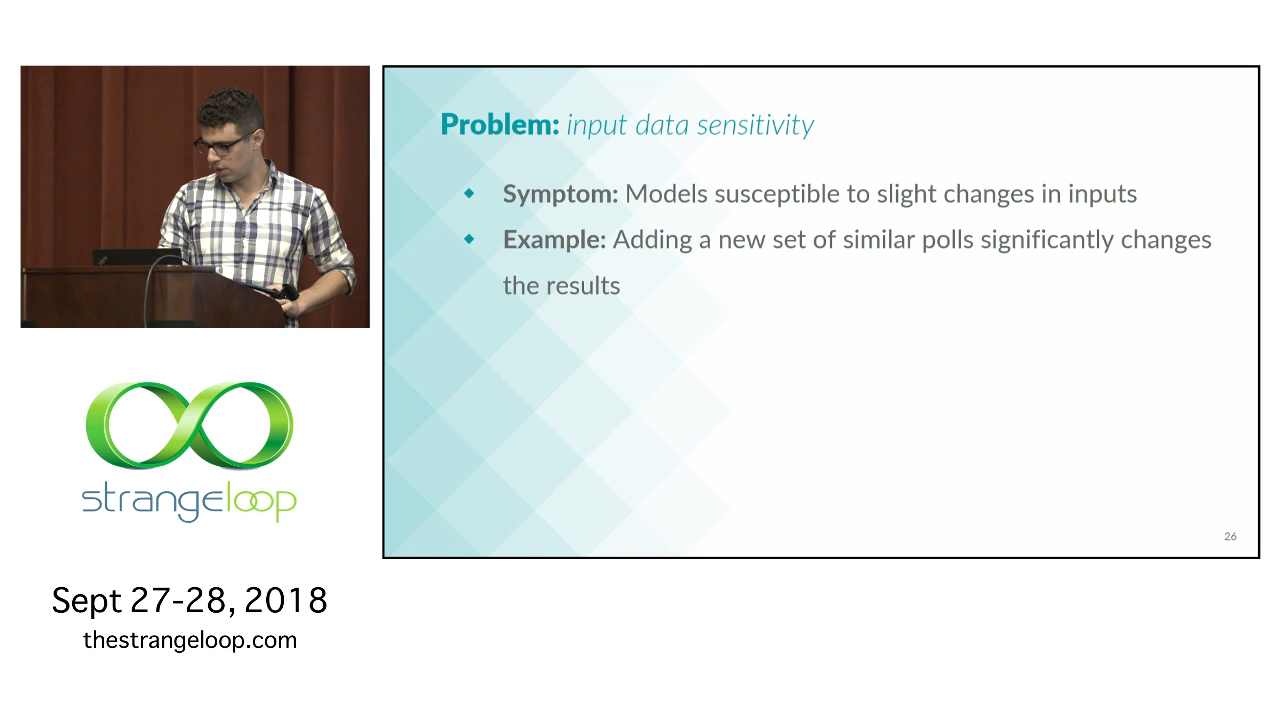 Problem: input data sensitivity
Symptom: Models susceptible to slight changes in inputs
Example: Adding a new set of similar polls significantly changes
the results
26
strangeloop
Sept 27-28, 2018
thestrangeloop.com